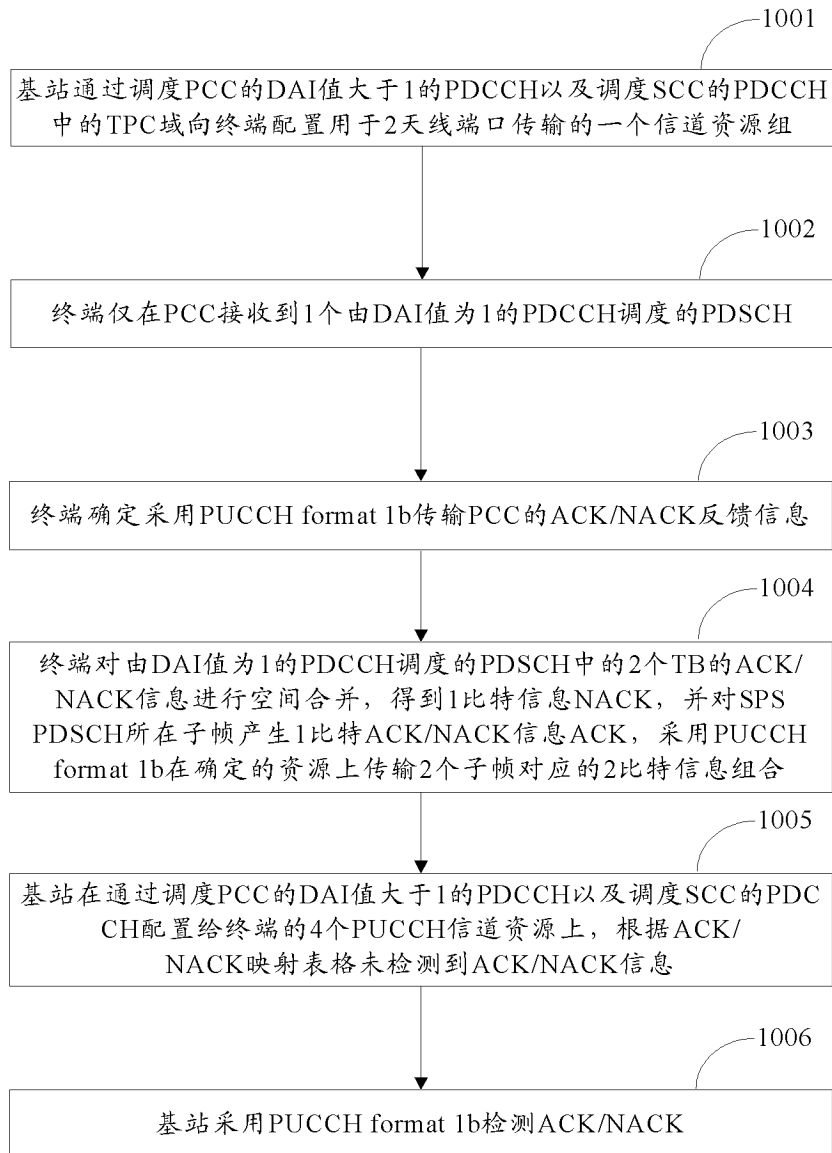 1001
基站通过调度PCC的DAI值大于1的PDCCH以及调度SCC的PDCCH
中的TPC域向终端配置用于2天线端口传输的一个信道资源组
1002
终端仅在PCC接收到1个由DAI值为1的PDCCH调度的PDSCH
1003
终端确定采用PUCCH format 1b传输PCC的ACK/NACK反馈信息
1004
终端对由DAI值为1的PDCCH调度的PDSCH中的2个TB的ACK/
NACK信息进行空间合并，得到1比特信息NACK，并对SPS
PDSCH所在子帧产生1比特ACK/NACK信息ACK，采用PUCCH
format 1b在确定的资源上传输2个子帧对应的2比特信息组合
1005
基站在通过调度PCC的DAI值大于1的PDCCH以及调度SCC的PDC
CH配置给终端的4个PUCCH信道资源上，根据ACK/
NACK映射表格未检测到ACK/NACK信息
1006
基站采用PUCCH format 1b检测ACK/NACK